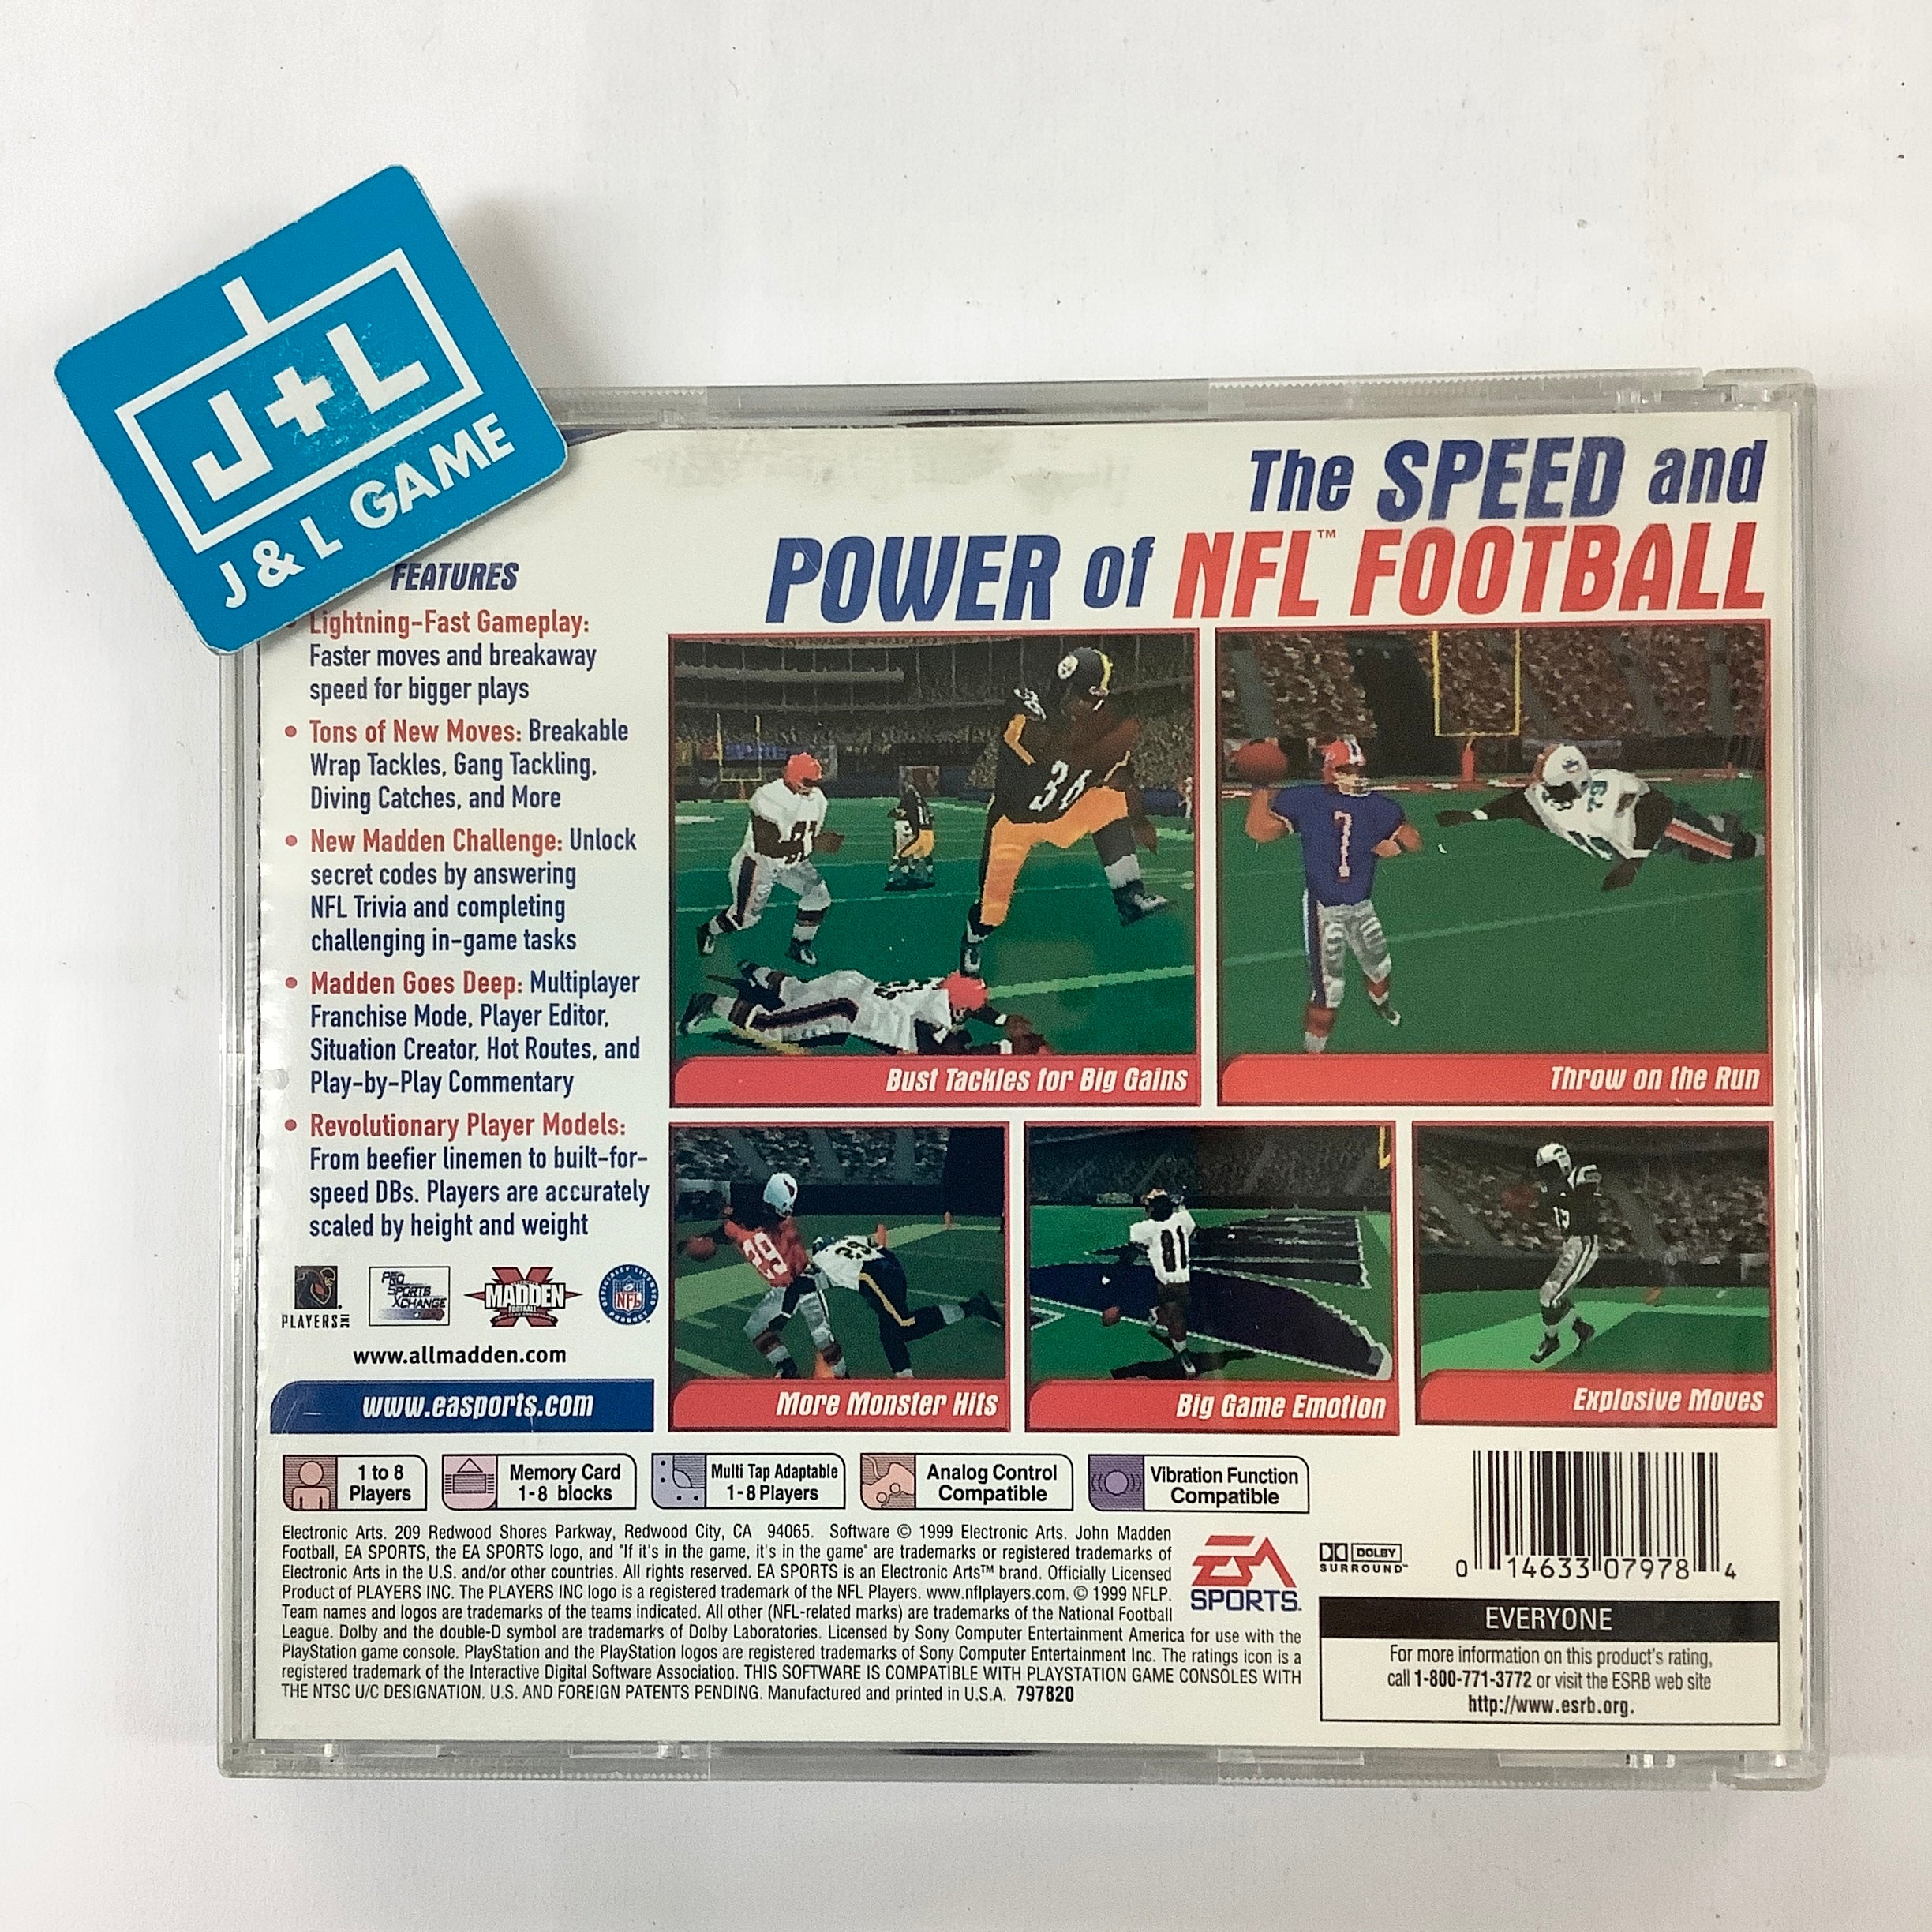 J+L
J & L GAME
The SPEED and
POWER of NFL™ FOOTBALL
FEATURES
• Lightning-Fast Gameplay:
Faster moves and breakaway
speed for bigger plays
• Tons of New Moves: Breakable
Wrap Tackles, Gang Tackling,
Diving Catches, and More
• New Madden Challenge: Unlock
secret codes by answering
NFL Trivia and completing
challenging in-game tasks
• Madden Goes Deep: Multiplayer
Franchise Mode, Player Editor,
Situation Creator, Hot Routes, and
Play-by-Play Commentary
• Revolutionary Player Models:
From beefier linemen to built-for-
speed DBs. Players are accurately
scaled by height and weight
PLAYERS INC
PRO
SPORTS
XCHANGE
MADDEN
FOOTBALL
NFL
www.allmadden.com
www.easports.com
36
7
79
Bust Tackles for Big Gains
Throw on the Run
29
81
More Monster Hits
Big Game Emotion
Explosive Moves
1 to 8
Players
Memory Card
1-8 blocks
Multi Tap Adaptable
1-8 Players
Analog Control
Compatible
Vibration Function
Compatible
Electronic Arts. 209 Redwood Shores Parkway, Redwood City, CA 94065. Software © 1999 Electronic Arts. John Madden
Football, EA SPORTS, the EA SPORTS logo, and "If it's in the game, it's in the game" are trademarks or registered trademarks of
Electronic Arts in the U.S. and/or other countries. All rights reserved. EA SPORTS is an Electronic Arts™ brand. Officially Licensed
Product of PLAYERS INC. The PLAYERS INC logo is a registered trademark of the NFL Players. www.nflplayers.com. © 1999 NFLP.
Team names and logos are trademarks of the teams indicated. All other (NFL-related marks) are trademarks of the National Football
League. Dolby and the double-D symbol are trademarks of Dolby Laboratories. Licensed by Sony Computer Entertainment America for use with the
PlayStation game console. PlayStation and the PlayStation logos are registered trademarks of Sony Computer Entertainment Inc. The ratings icon is a
registered trademark of the Interactive Digital Software Association. THIS SOFTWARE IS COMPATIBLE WITH PLAYSTATION GAME CONSOLES WITH
THE NTSC U/C DESIGNATION. U.S. AND FOREIGN PATENTS PENDING. Manufactured and printed in U.S.A. 797820
EA
SPORTS
DOLBY
SURROUND™
0 14633 07978 4
EVERYONE
For more information on this product's rating,
call 1-800-771-3772 or visit the ESRB web site
http://www.esrb.org.